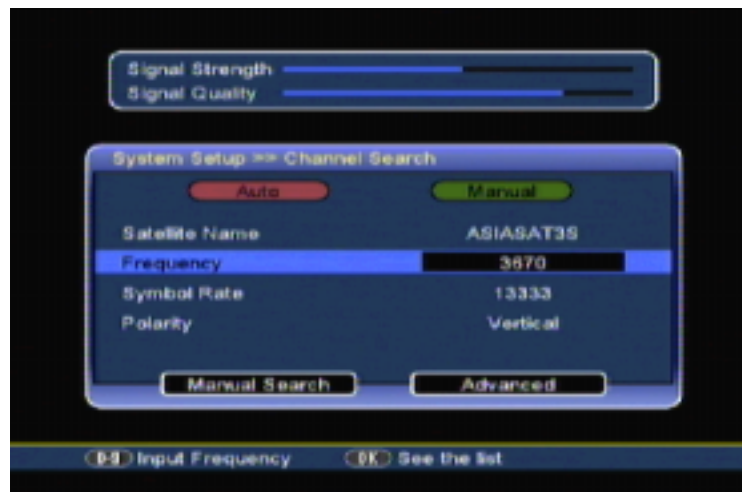 Signal Strength
Signal Quality
System Setup >> Channel Search
Auto Manual
Satellite Name ASIASAT3S
Frequency 3670
Symbol Rate 13333
Polarity Vertical
Manual Search Advanced
0-9 Input Frequency OK See the list